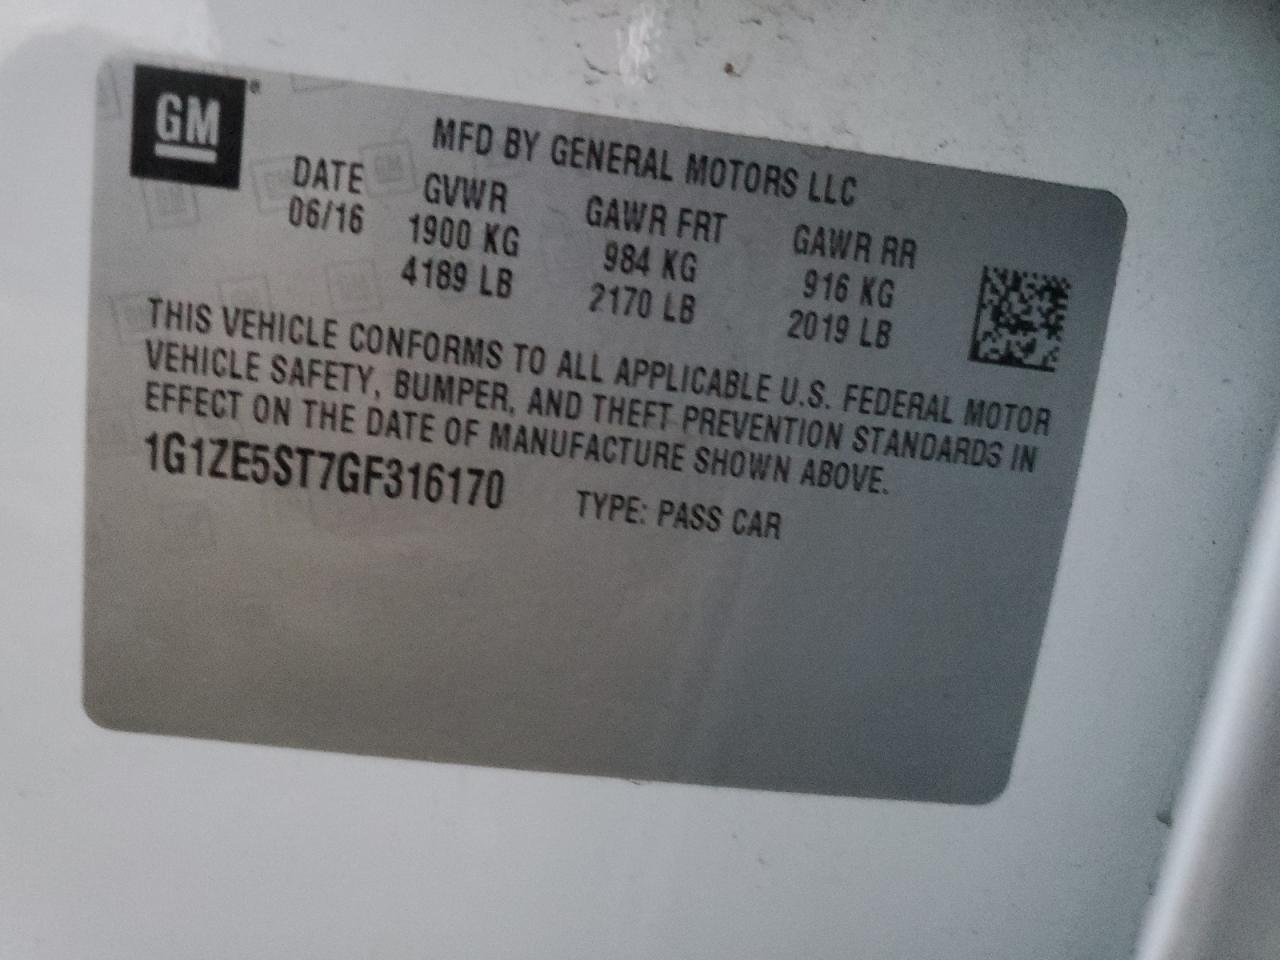 GM
MFD BY GENERAL MOTORS LLC
DATE GVWR GAWR FRT GAWR RR
06/16 1900 KG 984 KG 916 KG
4189 LB 2170 LB 2019 LB
THIS VEHICLE CONFORMS TO ALL APPLICABLE U.S. FEDERAL MOTOR
VEHICLE SAFETY, BUMPER, AND THEFT PREVENTION STANDARDS IN
EFFECT ON THE DATE OF MANUFACTURE SHOWN ABOVE.
1G1ZE5ST7GF316170 TYPE: PASS CAR